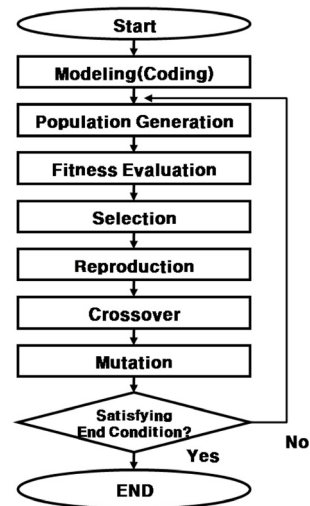 Start
Modeling(Coding)
Population Generation
Fitness Evaluation
Selection
Reproduction
Crossover
Mutation
Satisfying
End Condition?
No
Yes
END